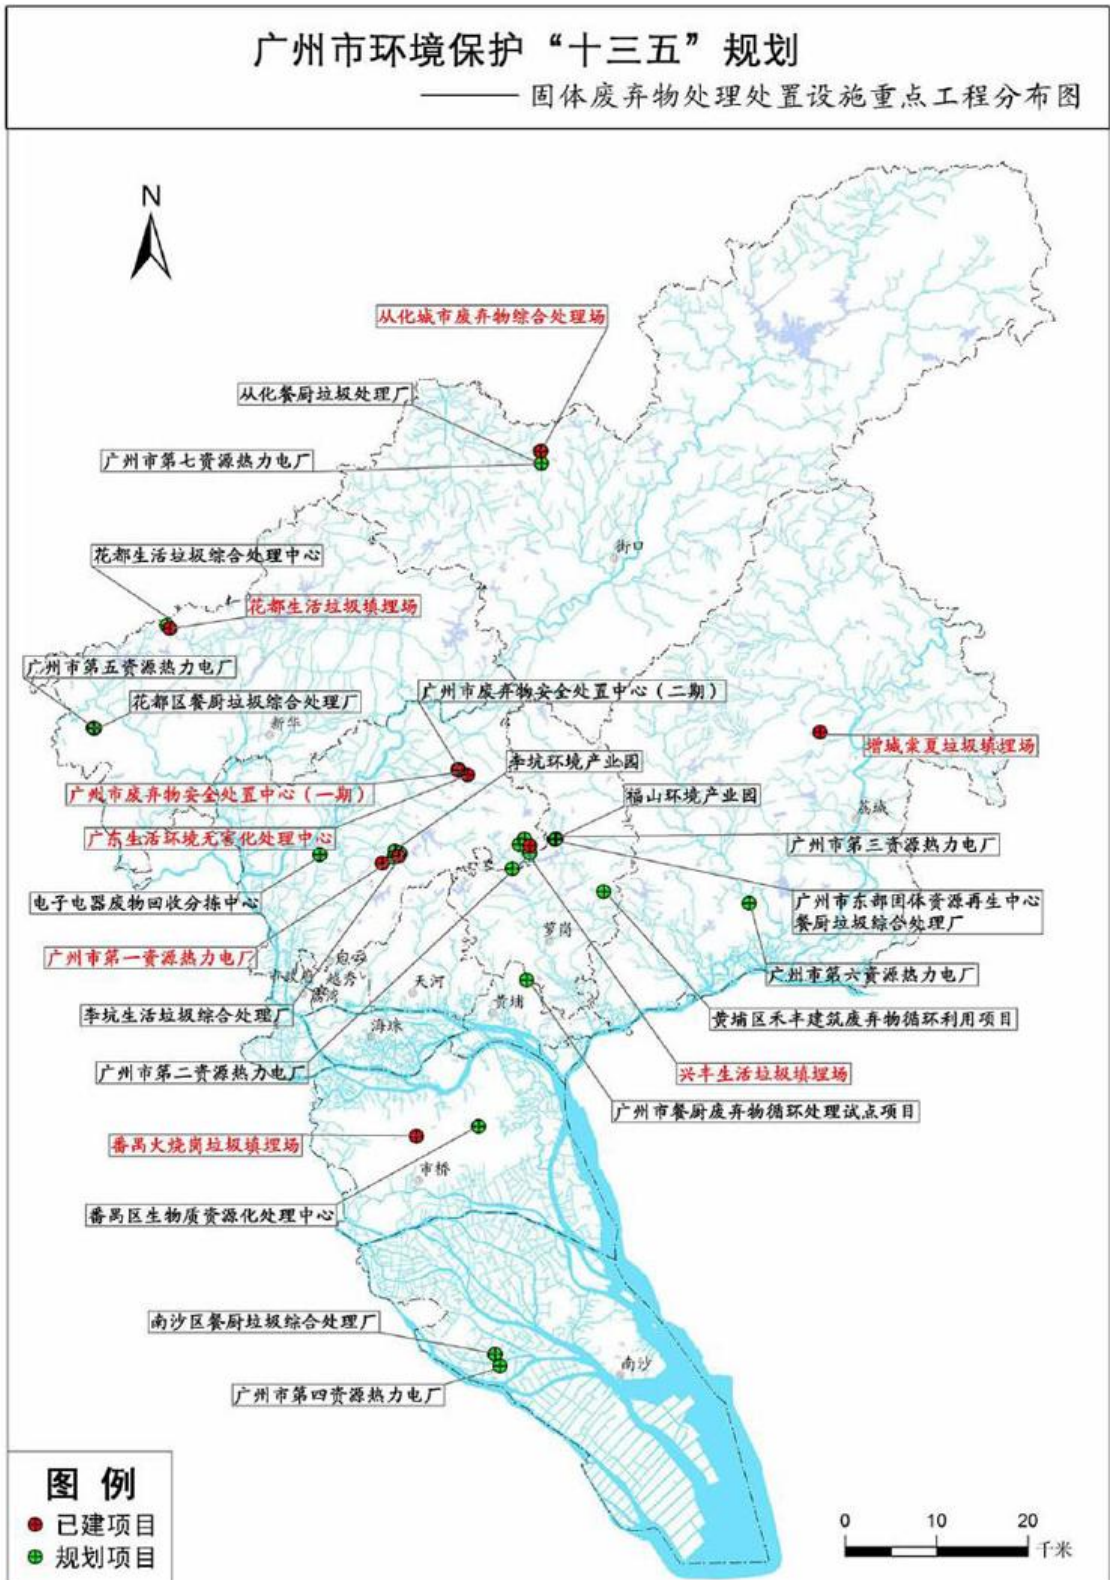 广州市环境保护“十三五”规划
——— 固体废弃物处理处置设施重点工程分布图
N
从化城市废弃物综合处理场
从化餐厨垃圾处理厂
广州市第七资源热力电厂
街口
花都生活垃圾综合处理中心
花都生活垃圾填埋场
广州市第五资源热力电厂
花都区餐厨垃圾综合处理厂
新华
广州市废弃物安全处置中心（二期）
李坑环境产业园
增城棠夏垃圾填埋场
广州市废弃物安全处置中心（一期）
福山环境产业园
荔城
广东生活环境无害化处理中心
广州市第三资源热力电厂
电子电器废物回收分拣中心
广州市东部固体资源再生中心
餐厨垃圾综合处理厂
萝岗
广州市第一资源热力电厂
白云
市政府
越秀
荔湾
天河
广州市第六资源热力电厂
黄埔
李坑生活垃圾综合处理厂
海珠
黄埔区禾丰建筑废弃物循环利用项目
广州市第二资源热力电厂
兴丰生活垃圾填埋场
广州市餐厨废弃物循环处理试点项目
番禺火烧岗垃圾填埋场
市桥
番禺区生物质资源化处理中心
南沙区餐厨垃圾综合处理厂
南沙
广州市第四资源热力电厂
图 例
已建项目
规划项目
0 10 20
千米